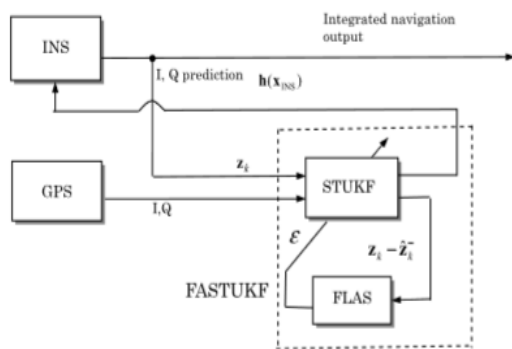 Integrated navigation
output
INS
I, Q prediction h(x_INS)
z_k
STUKF
GPS
I,Q
ε
z_k − ẑ_k^-
FASTUKF
FLAS